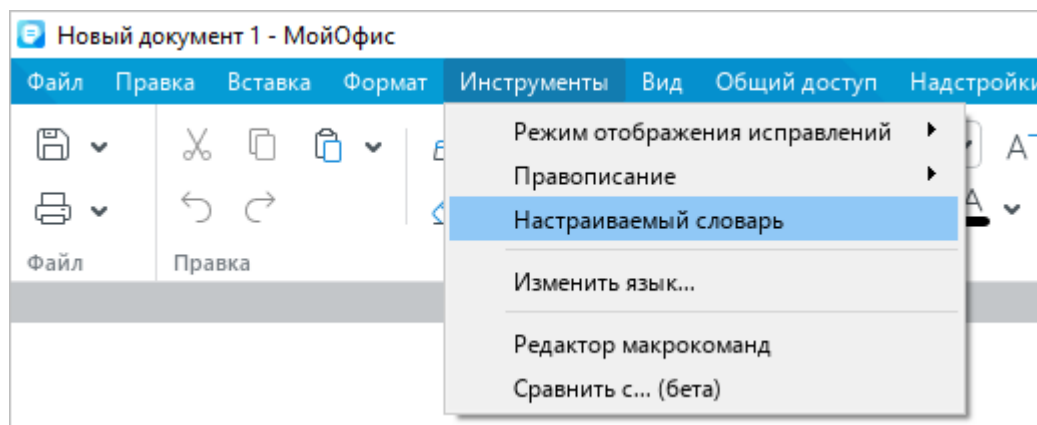 Новый документ 1 - МойОфис
Файл Правка Вставка Формат Инструменты Вид Общий доступ Надстройки
Режим отображения исправлений
Правописание
Настраиваемый словарь
Изменить язык...
Редактор макрокоманд
Сравнить с... (бета)
Файл Правка